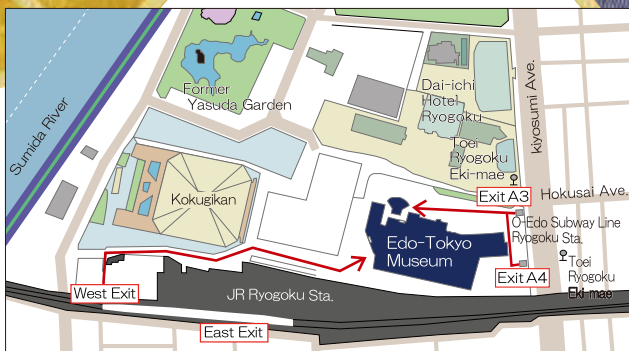 Former
Yasuda Garden
Dai-ichi
Hotel
Ryogoku
kiyosumi Ave.
Sumida River
Toei
Ryogoku
Eki-mae
Kokugikan
Exit A3
Hokusai Ave.
O-Edo Subway Line
Ryogoku Sta.
Edo-Tokyo
Museum
Toei
Ryogoku
Eki-mae
Exit A4
West Exit
JR Ryogoku Sta.
East Exit